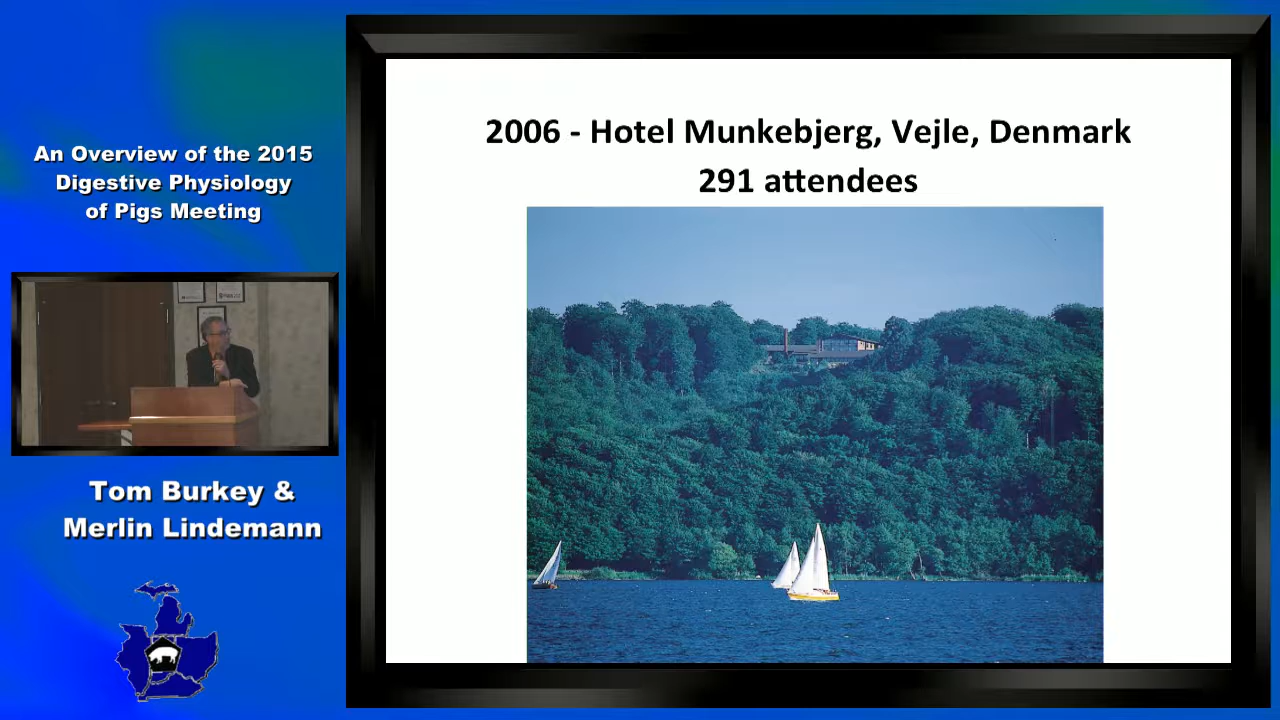 An Overview of the 2015
Digestive Physiology
of Pigs Meeting
Tom Burkey &
Merlin Lindemann
2006 - Hotel Munkebjerg, Vejle, Denmark
291 attendees